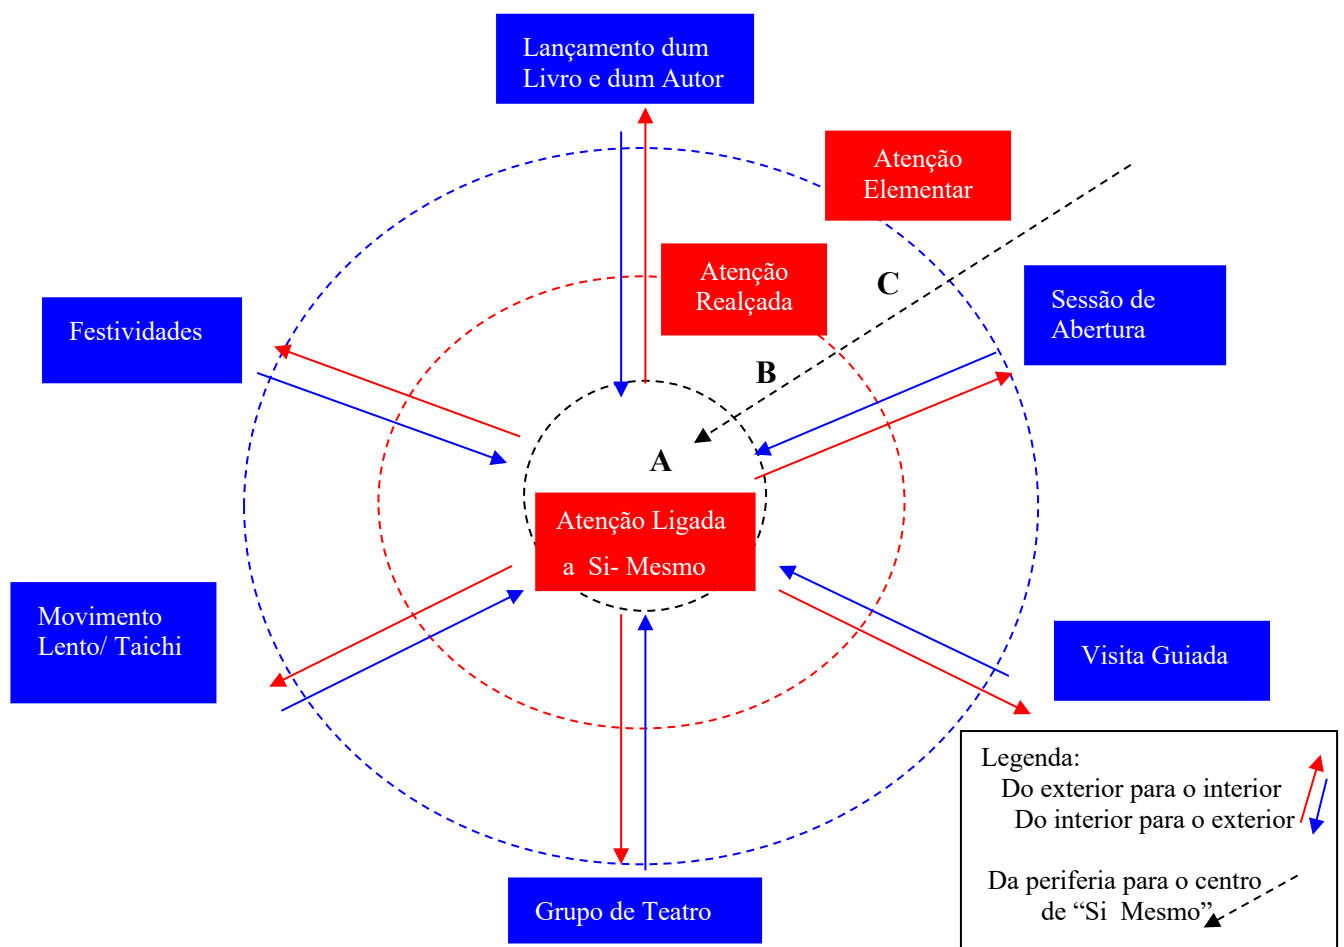 Lançamento dum
Livro e dum Autor
Atenção
Elementar
Atenção
Realçada
C
Sessão de
Abertura
Festividades
B
A
Atenção Ligada
a Si- Mesmo
Movimento
Lento/ Taichi
Visita Guiada
Grupo de Teatro
Legenda:
Do exterior para o interior
Do interior para o exterior
Da periferia para o centro
de “Si Mesmo”